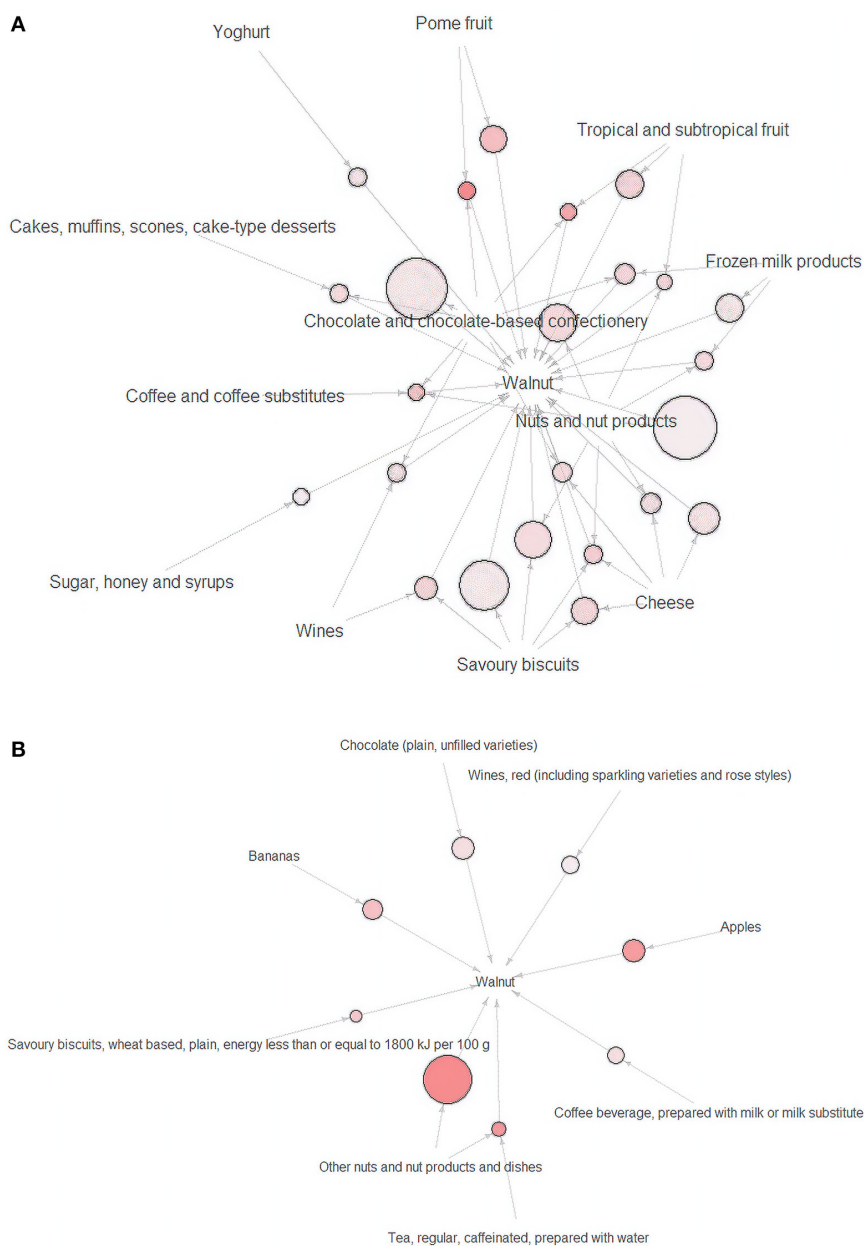 A
Pome fruit
Yoghurt
Tropical and subtropical fruit
Cakes, muffins, scones, cake-type desserts
Frozen milk products
Chocolate and chocolate-based confectionery
Walnut
Coffee and coffee substitutes
Nuts and nut products
Sugar, honey and syrups
Cheese
Wines
Savoury biscuits
B
Chocolate (plain, unfilled varieties)
Wines, red (including sparkling varieties and rose styles)
Bananas
Apples
Walnut
Savoury biscuits, wheat based, plain, energy less than or equal to 1800 kJ per 100 g
Coffee beverage, prepared with milk or milk substitute
Other nuts and nut products and dishes
Tea, regular, caffeinated, prepared with water